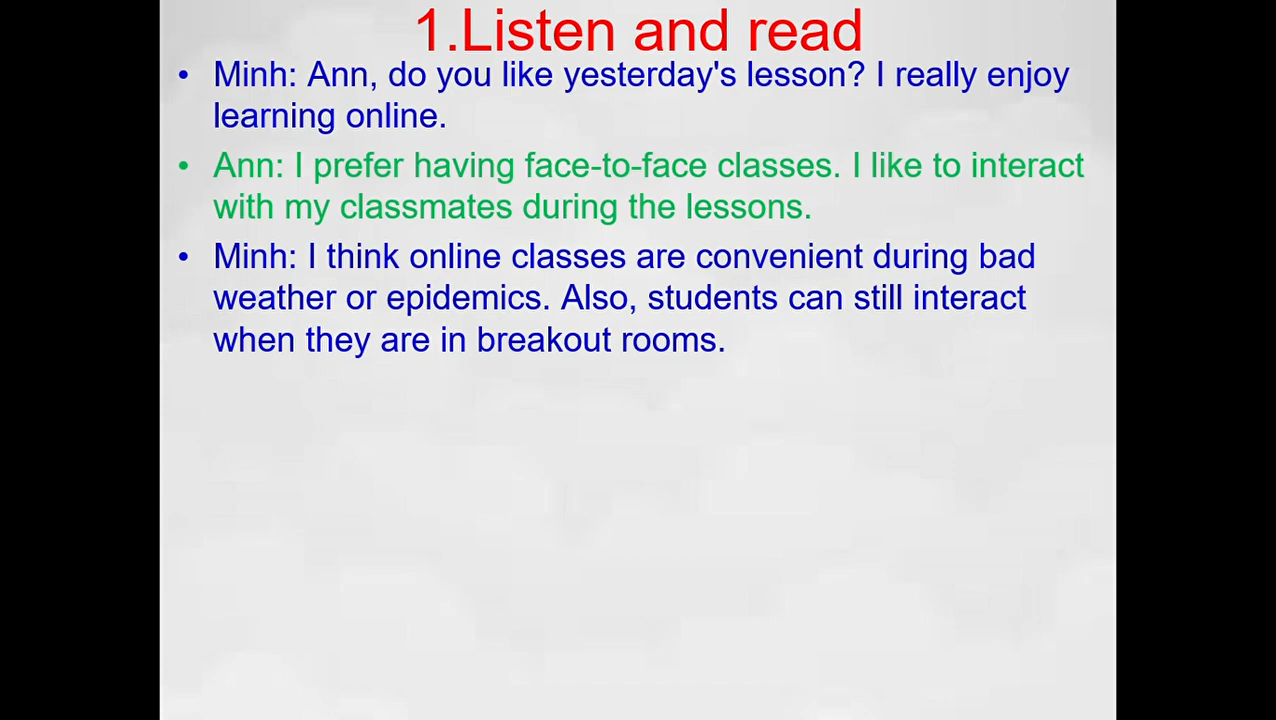 1.Listen and read
• Minh: Ann, do you like yesterday's lesson? I really enjoy
learning online.
• Ann: I prefer having face-to-face classes. I like to interact
with my classmates during the lessons.
• Minh: I think online classes are convenient during bad
weather or epidemics. Also, students can still interact
when they are in breakout rooms.